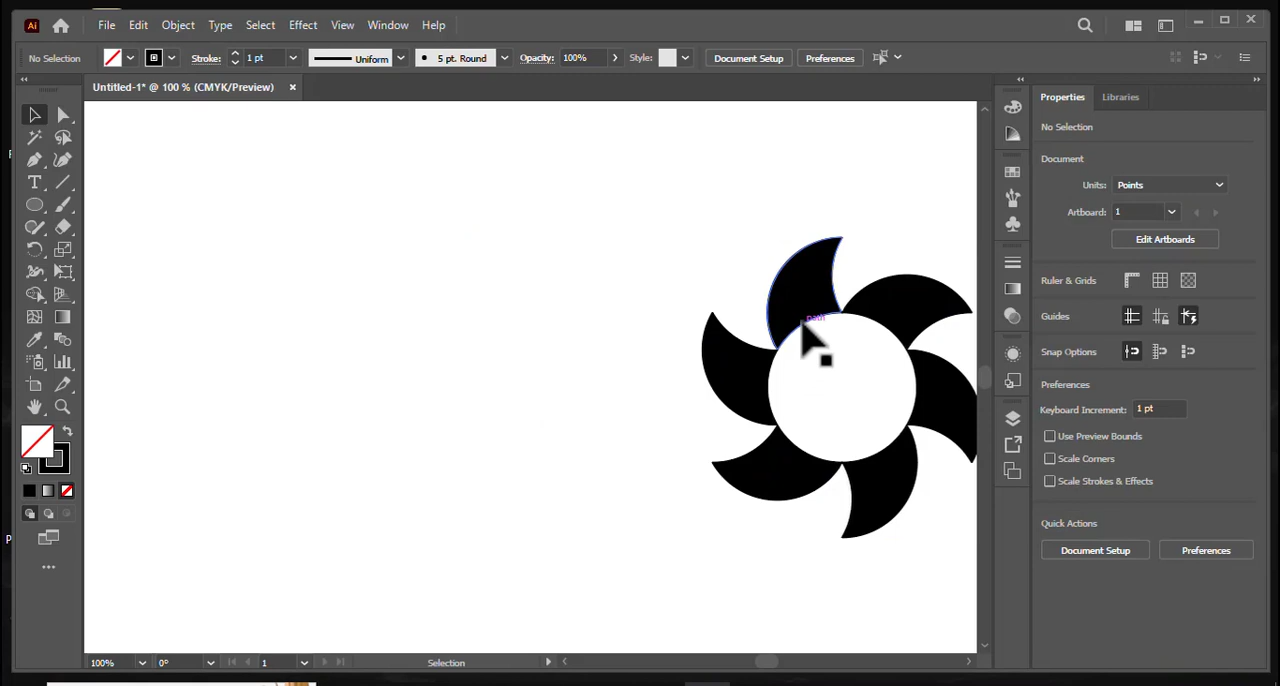 Ai File Edit Object Type Select Effect View Window Help
No Selection Stroke: 1 pt Uniform 5 pt. Round Opacity: 100% Style: Document Setup Preferences
Untitled-1* @ 100 % (CMYK/Preview)
Properties Libraries
No Selection
Document
Units: Points
Artboard: 1
Edit Artboards
Ruler & Grids
Guides
path
Snap Options
Preferences
Keyboard Increment: 1 pt
Use Preview Bounds
Scale Corners
Scale Strokes & Effects
Quick Actions
Document Setup Preferences
100% 0° 1 Selection